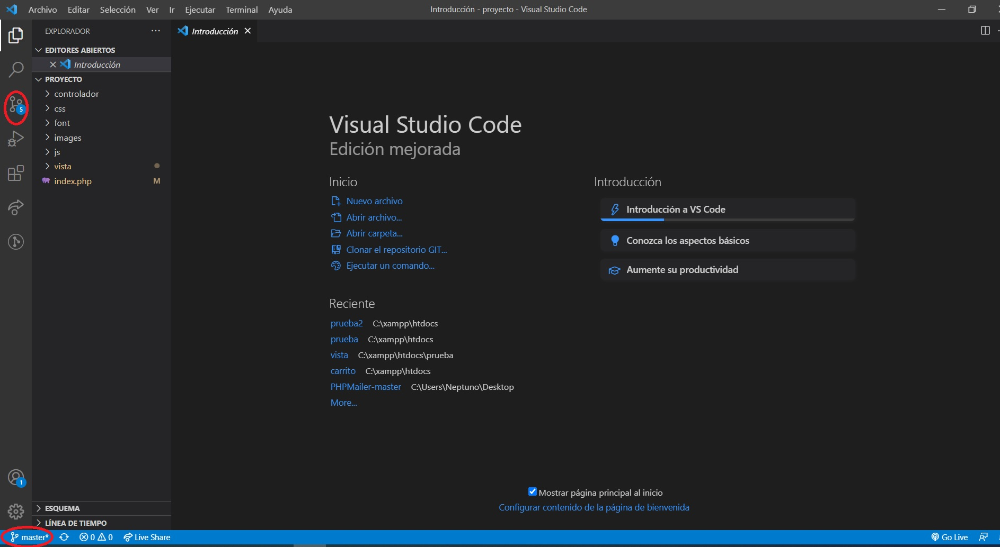 Archivo Editar Selección Ver Ir Ejecutar Terminal Ayuda
Introducción - proyecto - Visual Studio Code
EXPLORADOR
Introducción
EDITORES ABIERTOS
Introducción
PROYECTO
controlador
css
font
images
js
vista
index.php M
5
1
Visual Studio Code
Edición mejorada
Inicio
Nuevo archivo
Abrir archivo...
Abrir carpeta...
Clonar el repositorio GIT...
Ejecutar un comando...
Introducción
Introducción a VS Code
Conozca los aspectos básicos
Aumente su productividad
Reciente
prueba2 C:\xampp\htdocs
prueba C:\xampp\htdocs
vista C:\xampp\htdocs\prueba
carrito C:\xampp\htdocs
PHPMailer-master C:\Users\Neptuno\Desktop
More...
Mostrar página principal al inicio
Configurar contenido de la página de bienvenida
ESQUEMA
LÍNEA DE TIEMPO
master* 0 0 Live Share Go Live